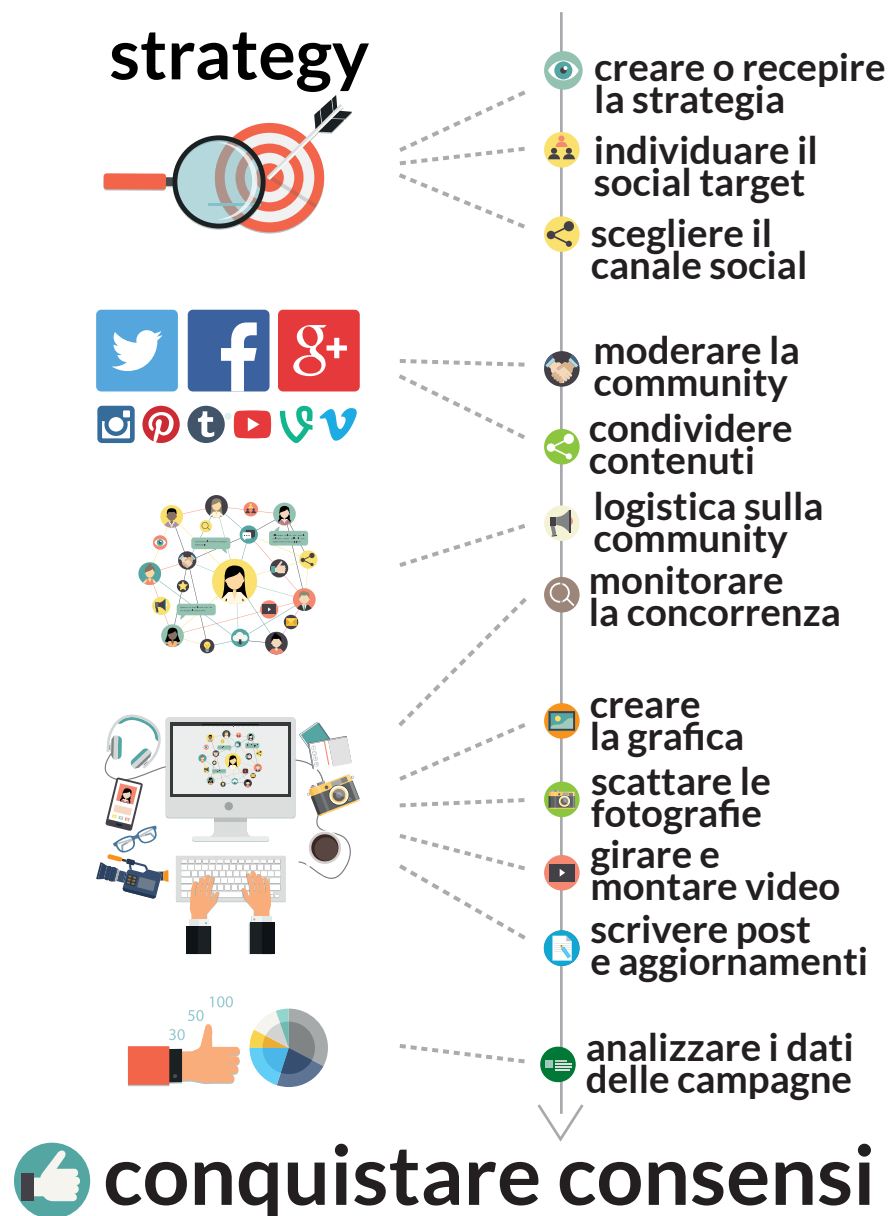 strategy
creare o recepire
la strategia
individuare il
social target
scegliere il
canale social
g+
moderare la
community
condividere
contenuti
logistica sulla
community
monitorare
la concorrenza
creare
la grafica
scattare le
fotografie
girare e
montare video
scrivere post
e aggiornamenti
100
50
30
analizzare i dati
delle campagne
conquistare consensi